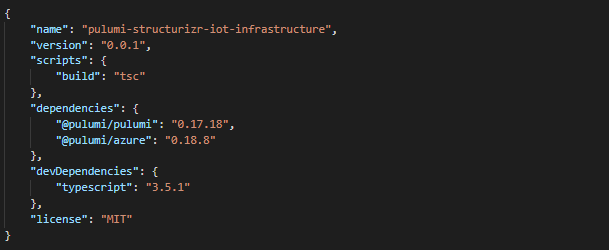 {
    "name": "pulumi-structurizr-iot-infrastructure",
    "version": "0.0.1",
    "scripts": {
        "build": "tsc"
    },
    "dependencies": {
        "@pulumi/pulumi": "0.17.18",
        "@pulumi/azure": "0.18.8"
    },
    "devDependencies": {
        "typescript": "3.5.1"
    },
    "license": "MIT"
}